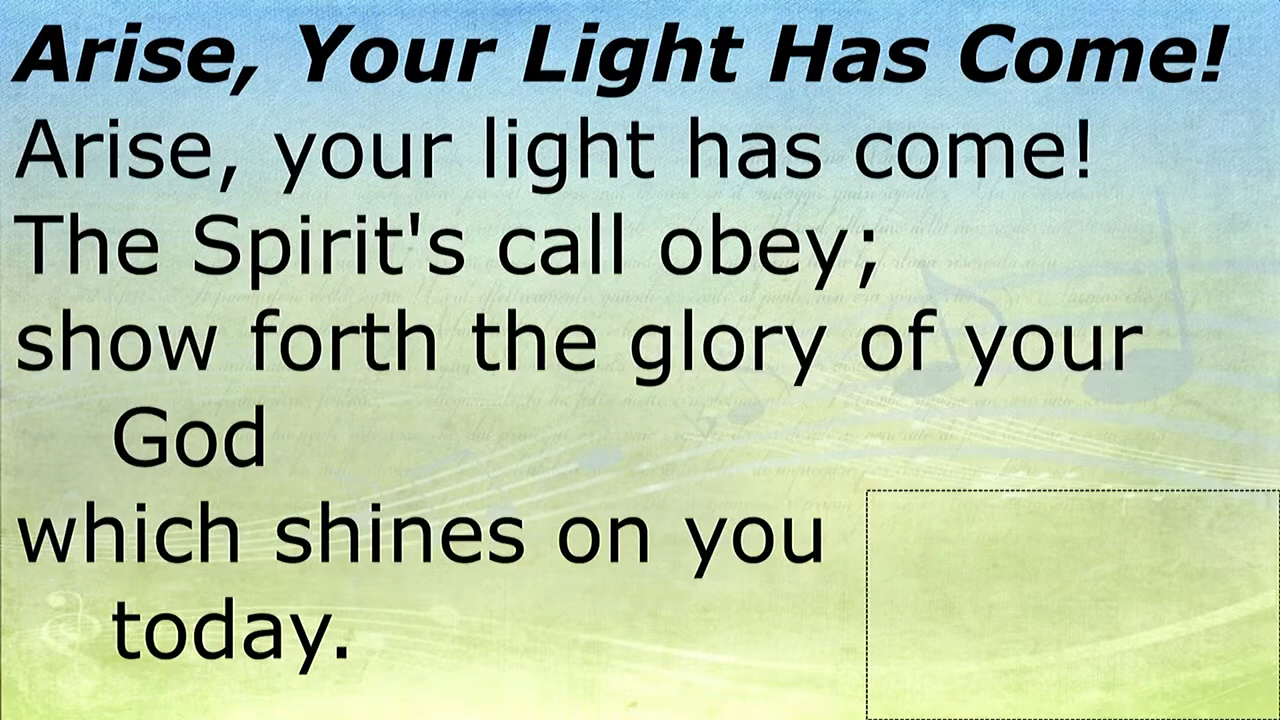 Arise, Your Light Has Come!
Arise, your light has come!
The Spirit's call obey;
show forth the glory of your
God
which shines on you
today.